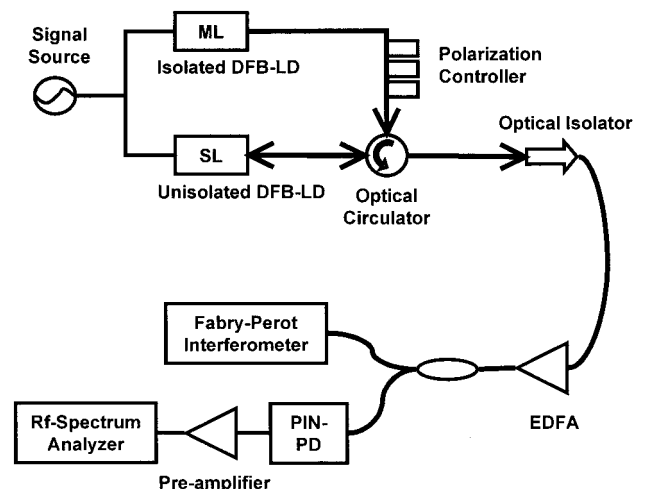 Signal
Source
ML
Isolated DFB-LD
Polarization
Controller
Optical Isolator
SL
Unisolated DFB-LD
Optical
Circulator
Fabry-Perot
Interferometer
EDFA
Rf-Spectrum
Analyzer
PIN-
PD
Pre-amplifier